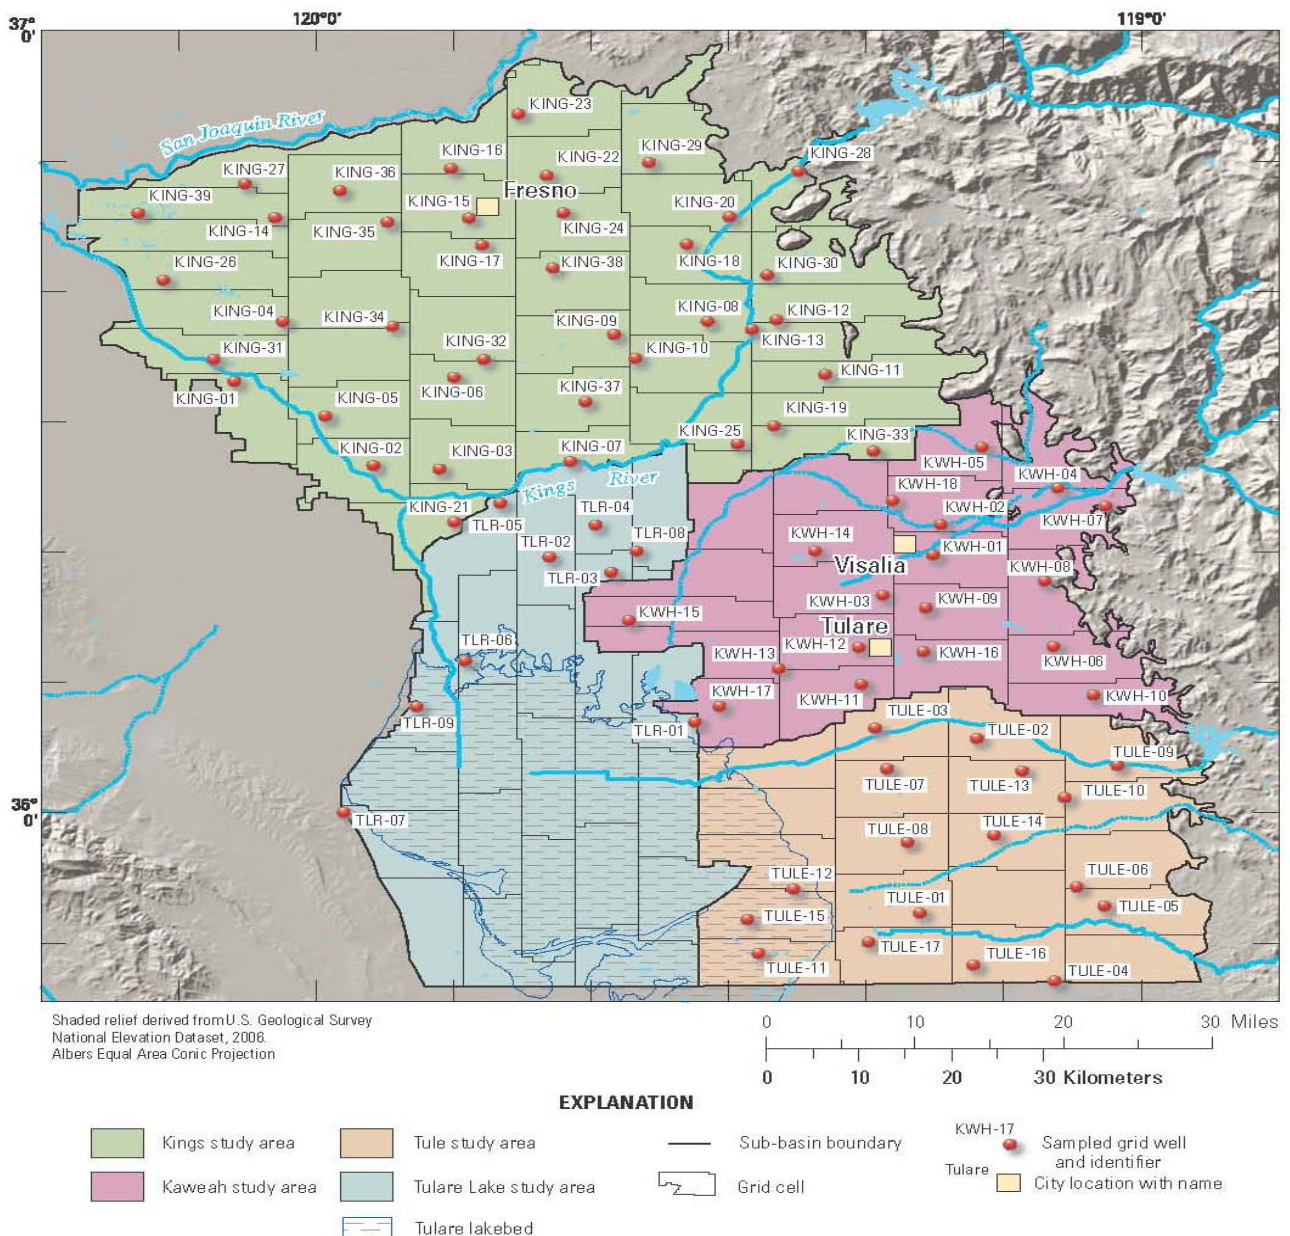 120°0'
119°0'
37°
0'
KING-23
San Joaquin River
KING-16
KING-22
KING-29
KING-28
KING-27
KING-36
Fresno
KING-39
KING-15
KING-20
KING-14
KING-35
KING-24
KING-17
KING-38
KING-18
KING-30
KING-26
KING-04
KING-34
KING-09
KING-08
KING-12
KING-31
KING-32
KING-10
KING-13
KING-01
KING-05
KING-06
KING-37
KING-11
KING-19
KING-02
KING-03
KING-07
KING-25
KING-33
KWH-05
KWH-04
Kings River
KWH-18
KING-21
TLR-05
TLR-04
KWH-02
KWH-07
TLR-02
TLR-08
KWH-14
KWH-01
Visalia
TLR-03
KWH-08
KWH-03
KWH-09
KWH-15
Tulare
TLR-06
KWH-13
KWH-12
KWH-16
KWH-06
KWH-17
KWH-11
KWH-10
TLR-09
TLR-01
TULE-03
TULE-02
TULE-09
TULE-07
TULE-13
TULE-10
36°
0'
TLR-07
TULE-08
TULE-14
TULE-12
TULE-06
TULE-01
TULE-05
TULE-15
TULE-17
TULE-16
TULE-11
TULE-04
Shaded relief derived from U.S. Geological Survey
National Elevation Dataset, 2006.
Albers Equal Area Conic Projection
0 10 20 30 Miles
0 10 20 30 Kilometers
EXPLANATION
Kings study area
Kaweah study area
Tule study area
Tulare Lake study area
Tulare lakebed
Sub-basin boundary
Grid cell
KWH-17
Sampled grid well
and identifier
Tulare
City location with name